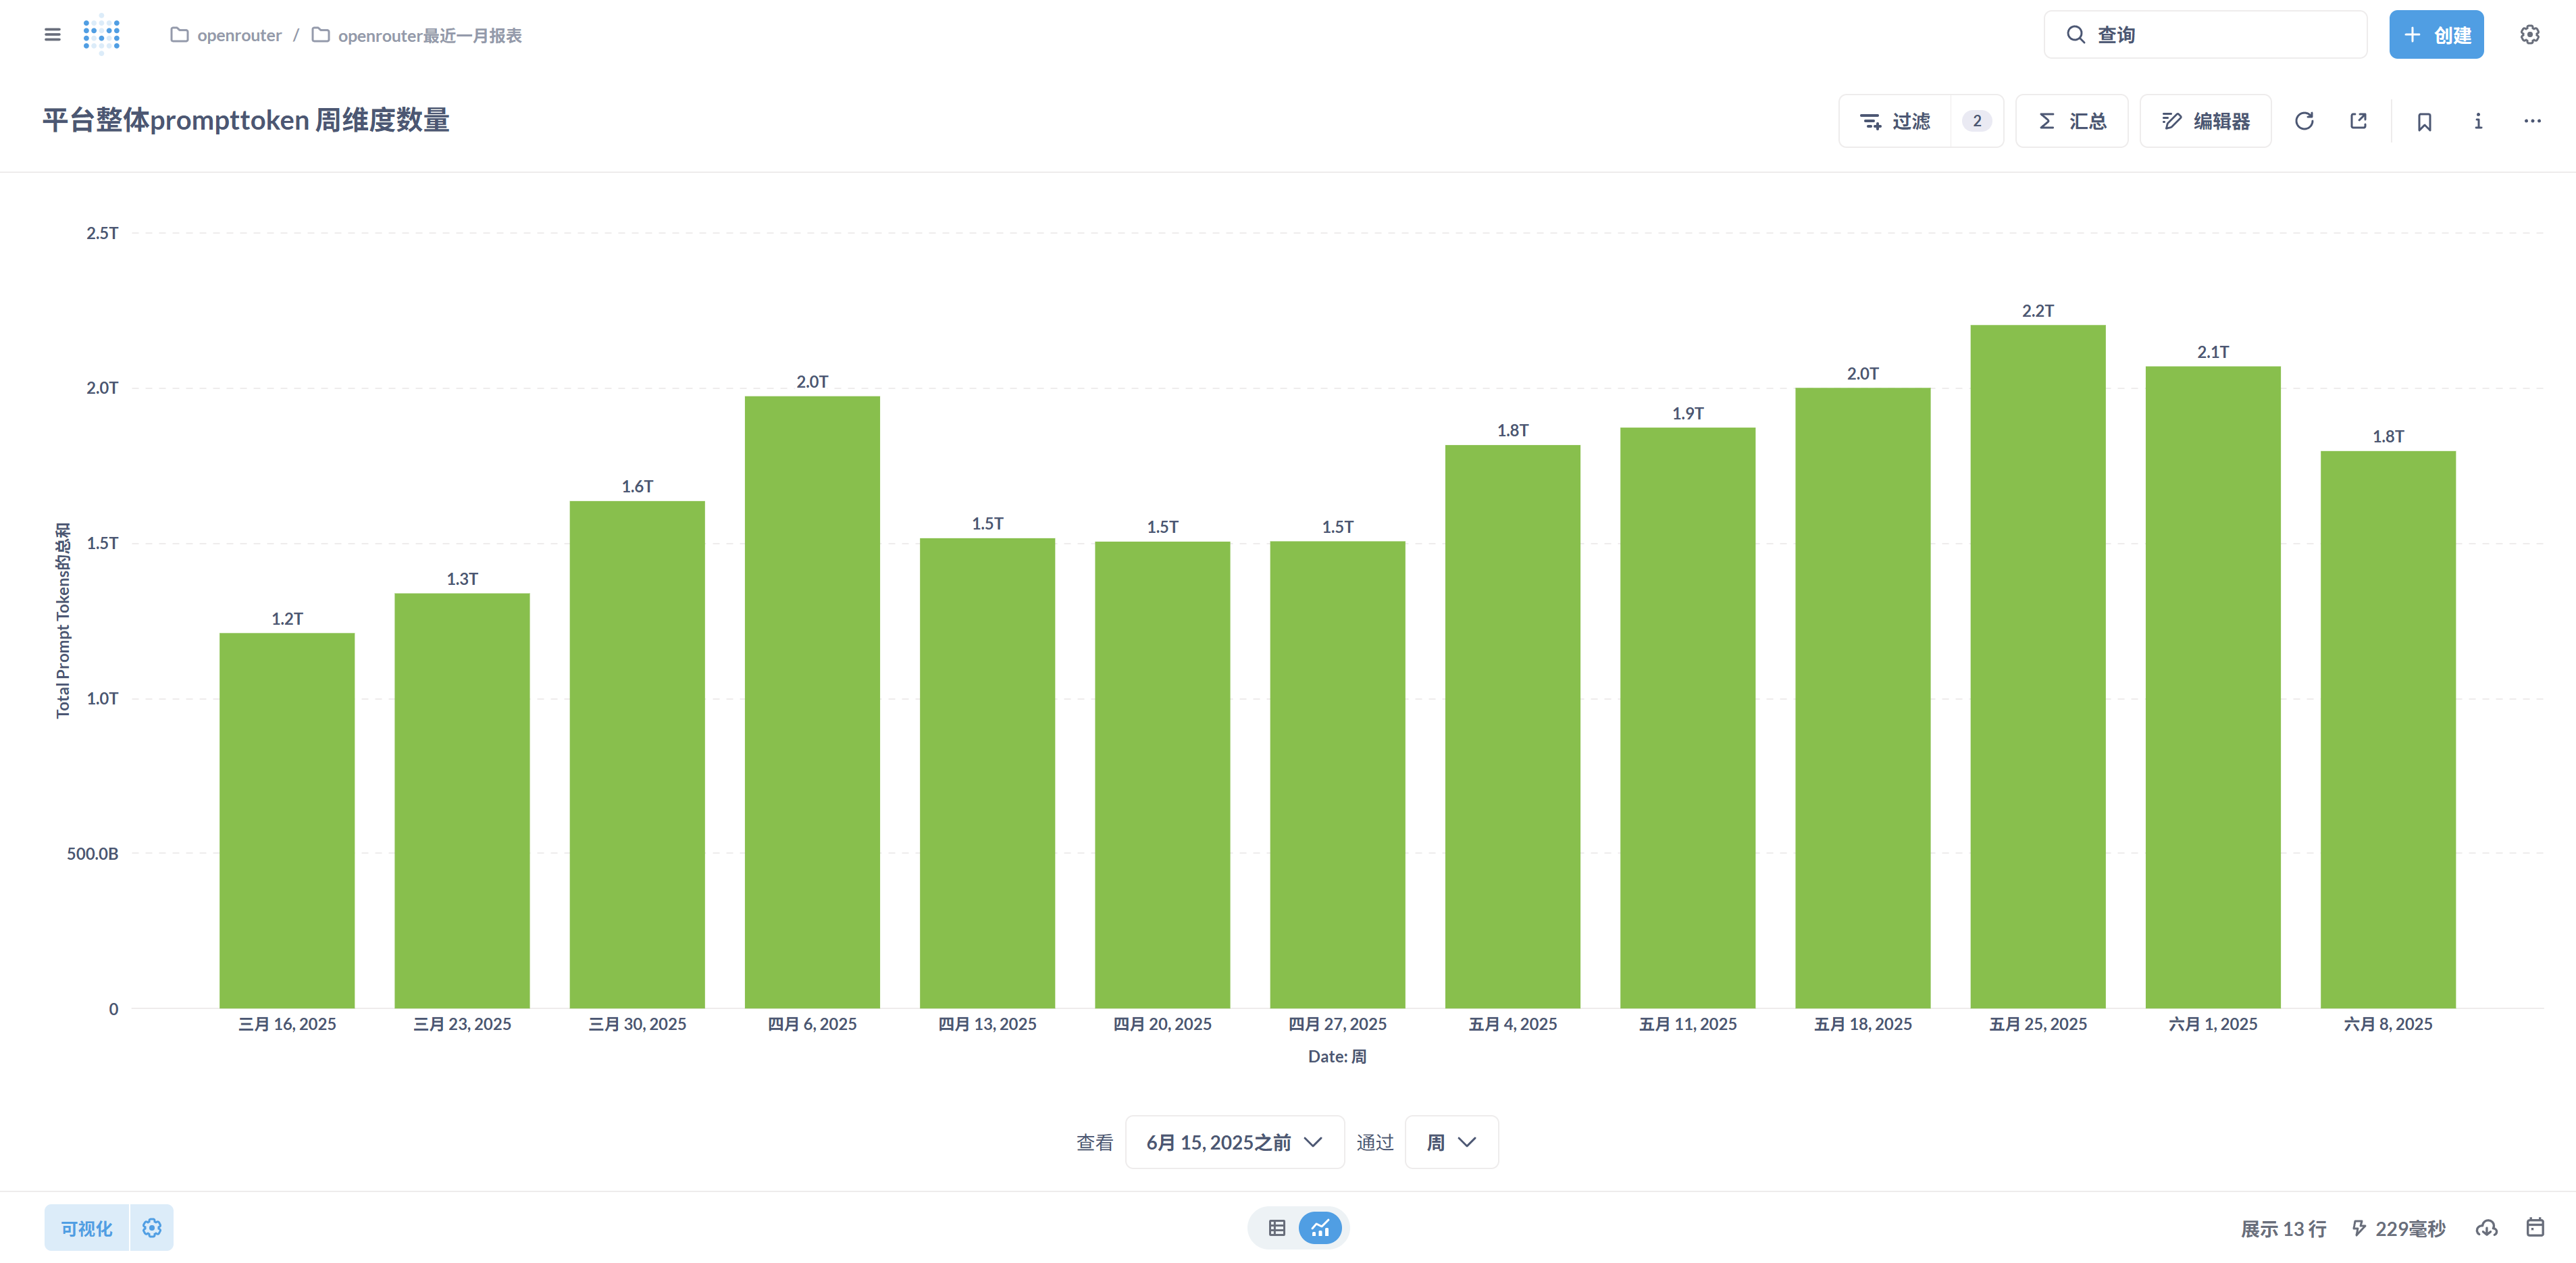 openrouter / openrouter最近一月报表
查询
创建
平台整体prompttoken 周维度数量
过滤 2
汇总
编辑器
2.5T
2.0T
1.5T
1.0T
500.0B
0
Total Prompt Tokens的总和
1.2T
1.3T
1.6T
2.0T
1.5T
1.5T
1.5T
1.8T
1.9T
2.0T
2.2T
2.1T
1.8T
三月 16, 2025
三月 23, 2025
三月 30, 2025
四月 6, 2025
四月 13, 2025
四月 20, 2025
四月 27, 2025
五月 4, 2025
五月 11, 2025
五月 18, 2025
五月 25, 2025
六月 1, 2025
六月 8, 2025
Date: 周
查看 6月 15, 2025之前 通过 周
可视化
展示 13 行
229毫秒